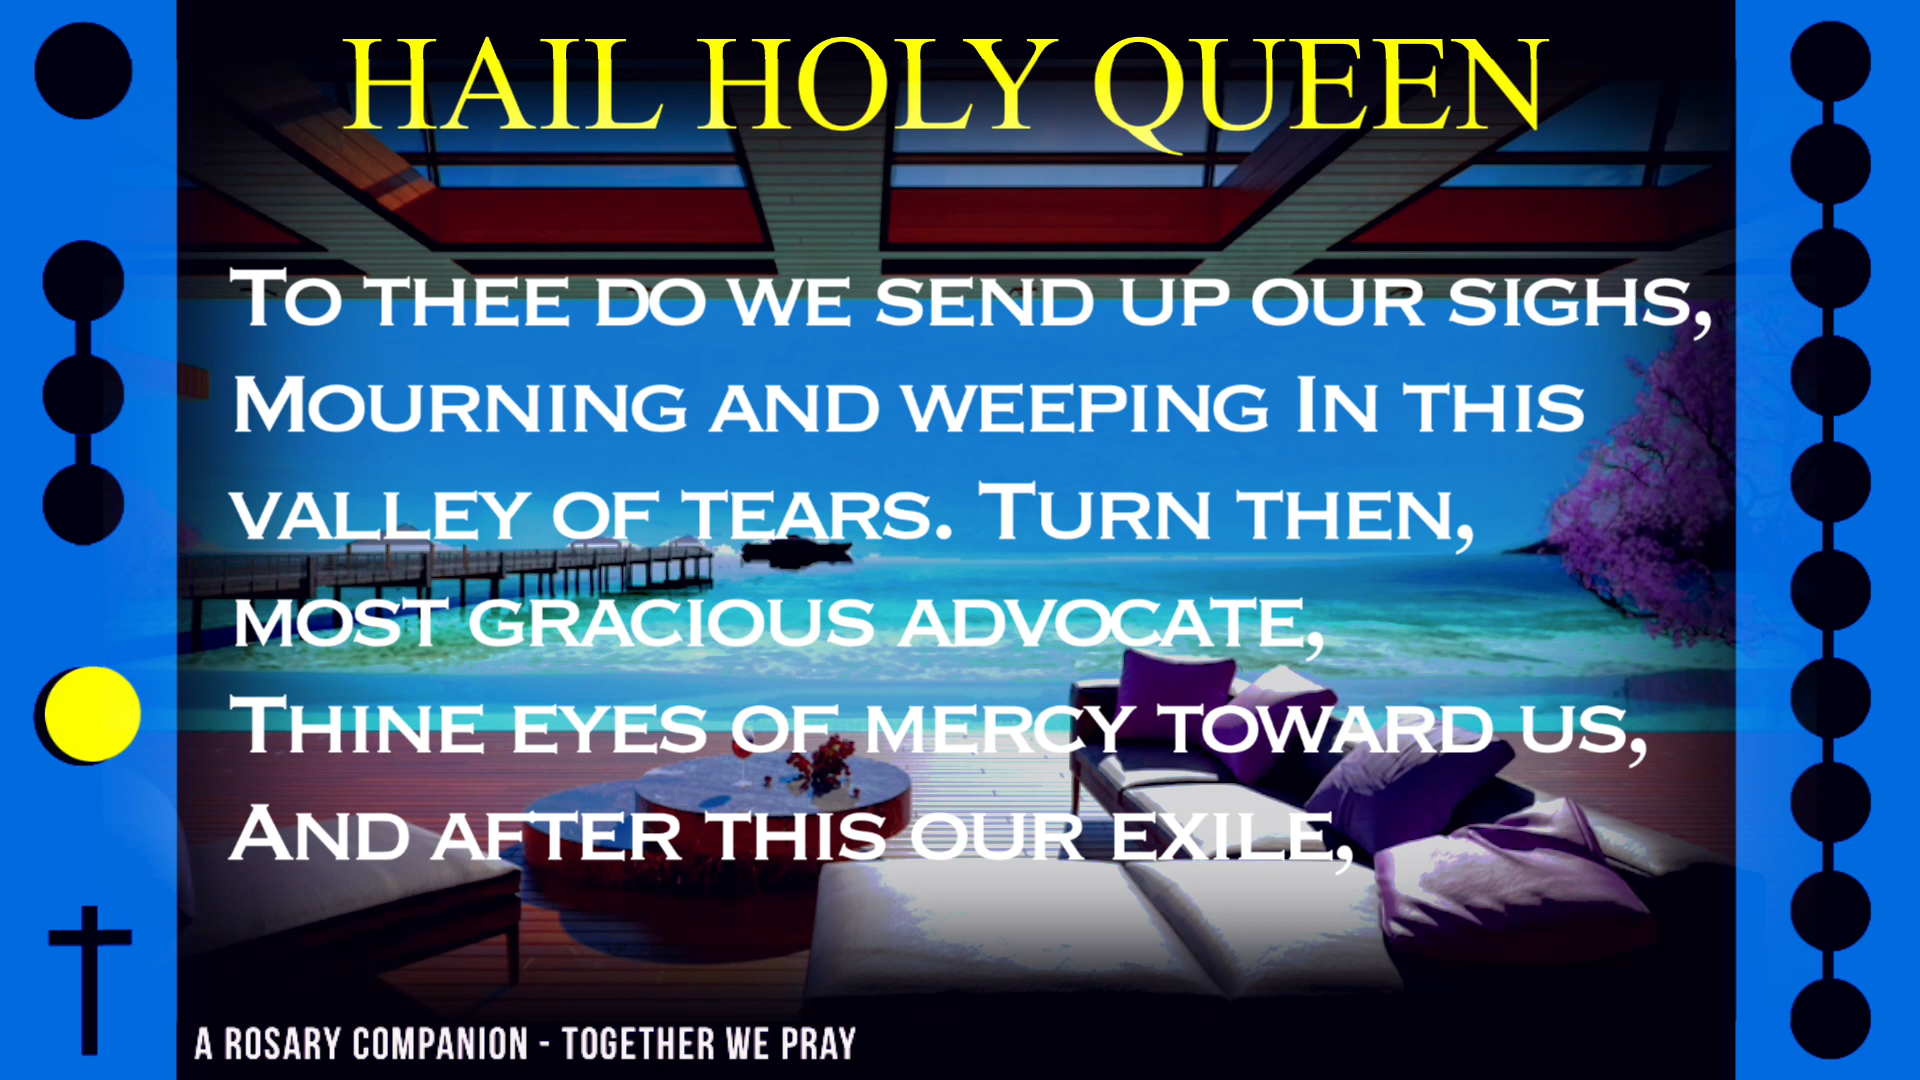 HAIL HOLY QUEEN
To thee do we send up our sighs,
Mourning and weeping In this
valley of tears. Turn then,
most gracious advocate,
Thine eyes of mercy toward us,
And after this our exile,
A ROSARY COMPANION - TOGETHER WE PRAY